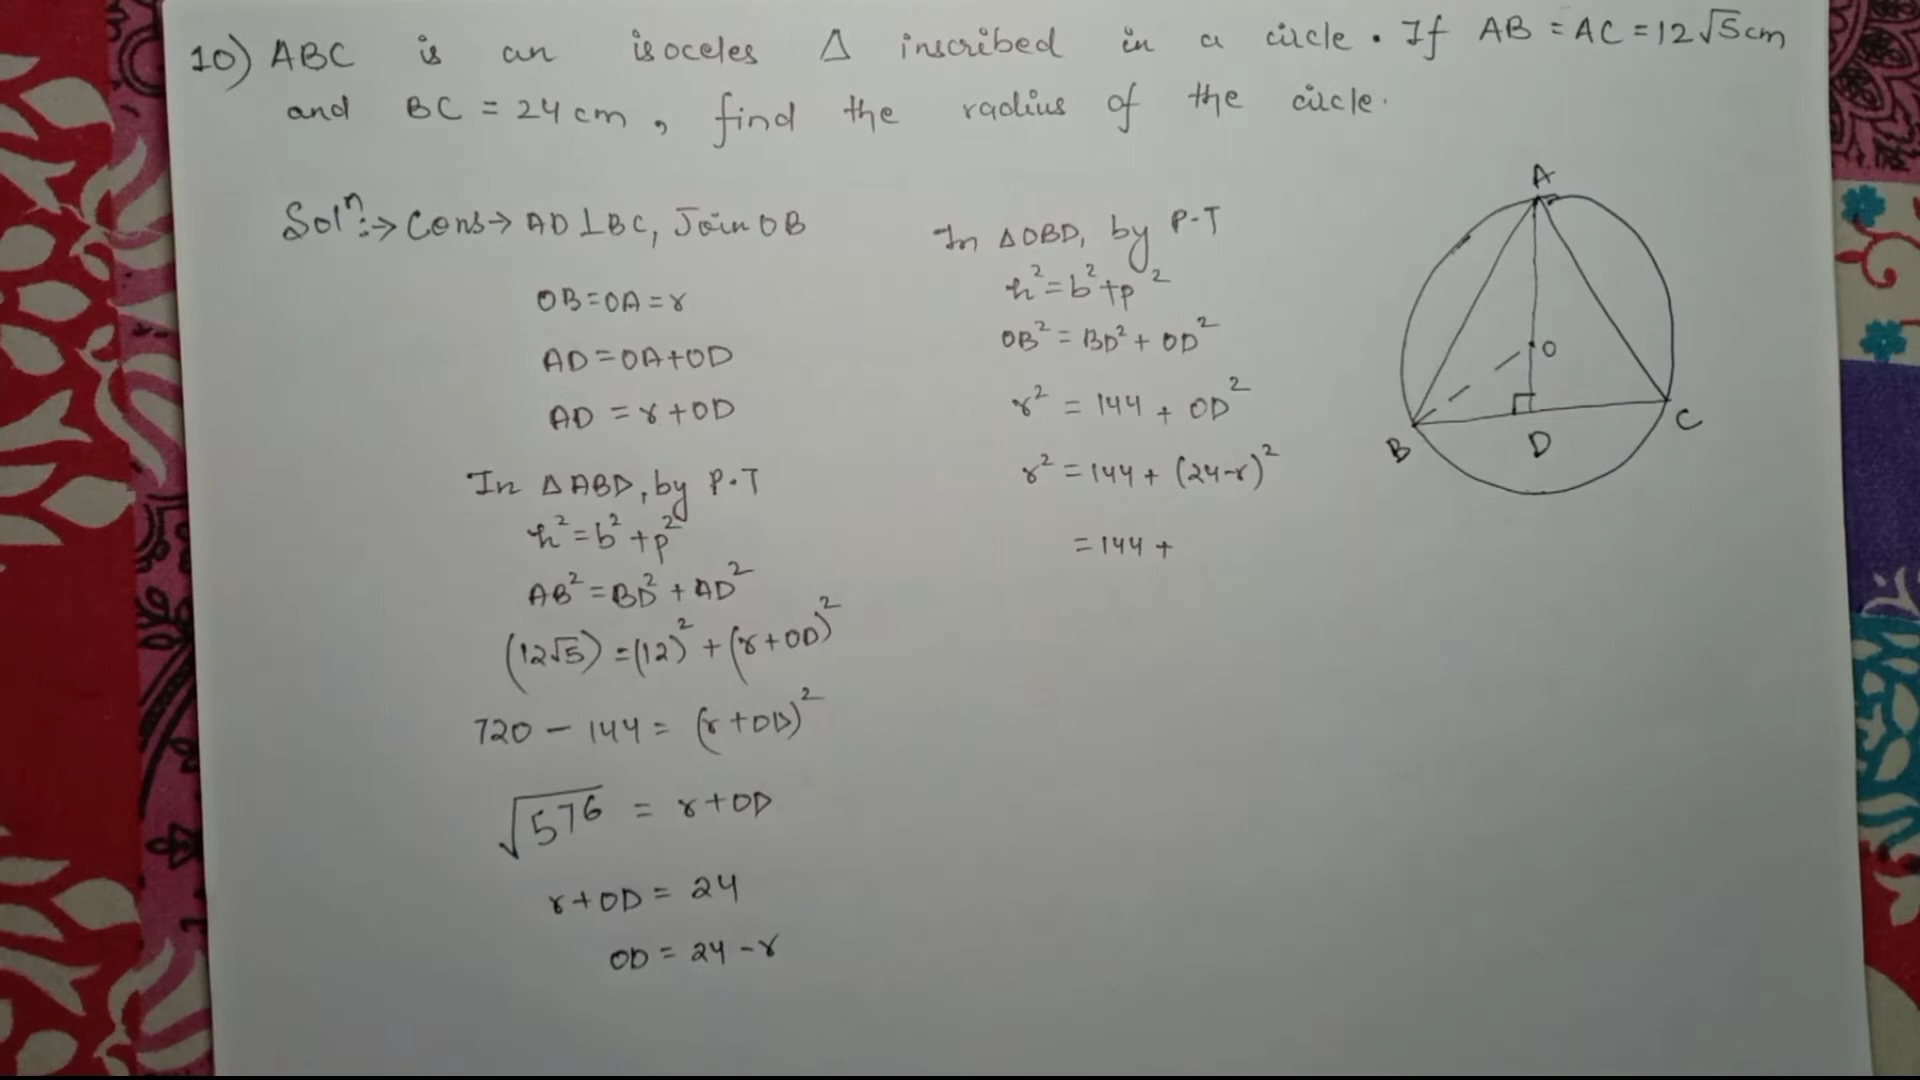 10) ABC is an isoceles Δ inscribed in a circle. If AB = AC = 12√5 cm
and BC = 24 cm, find the radius of the circle.
Solⁿ:→ Cons→ AD⊥BC, Join OB
OB=OA=r
AD=OA+OD
AD = r+OD
In ΔABD, by P.T
h²=b²+p²
AB²=BD²+AD²
(12√5)=(12)²+(r+OD)²
720 - 144 = (r+OD)²
√576 = r+OD
r+OD = 24
OD = 24-r
In ΔOBD, by P-T
h²=b²+p²
OB² = BD²+ OD²
r² = 144 + OD²
r² = 144 + (24-r)²
= 144 +
A
O
B
D
C